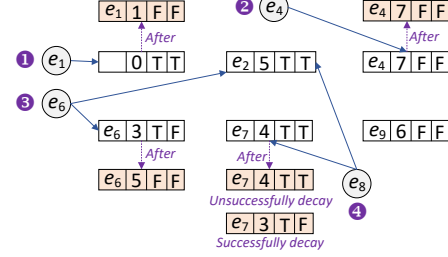 e1 1 F F
❷ e4
e4 7 F F
After
After
❶ e1
0 T T
e2 5 T T
e4 7 F F
❸ e6
e6 3 T F
e7 4 T T
e9 6 F F
After
After
e6 5 F F
e7 4 T T
e8
Unsuccessfully decay
❹
e7 3 T F
Successfully decay